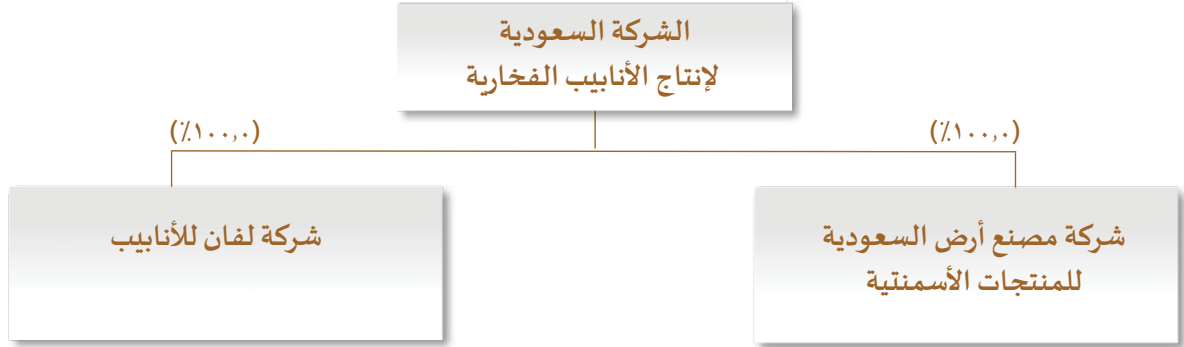 الشركة السعودية
لإنتاج الأنابيب الفخارية
(٪١٠٠,٠)
(٪١٠٠,٠)
شركة مصنع أرض السعودية
للمنتجات الأسمنتية
شركة لفان للأنابيب